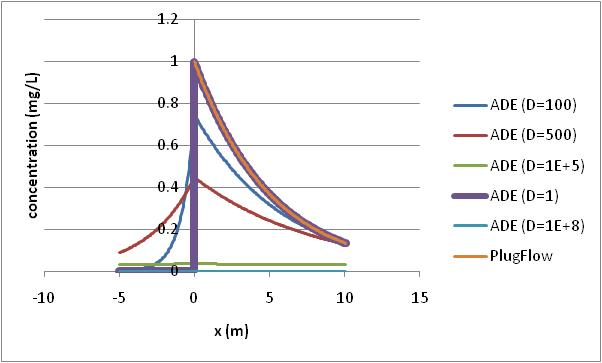 1.2
1
0.8
0.6
0.4
0.2
0
-10 -5 0 5 10 15
x (m)
concentration (mg/L)
ADE (D=100)
ADE (D=500)
ADE (D=1E+5)
ADE (D=1)
ADE (D=1E+8)
PlugFlow